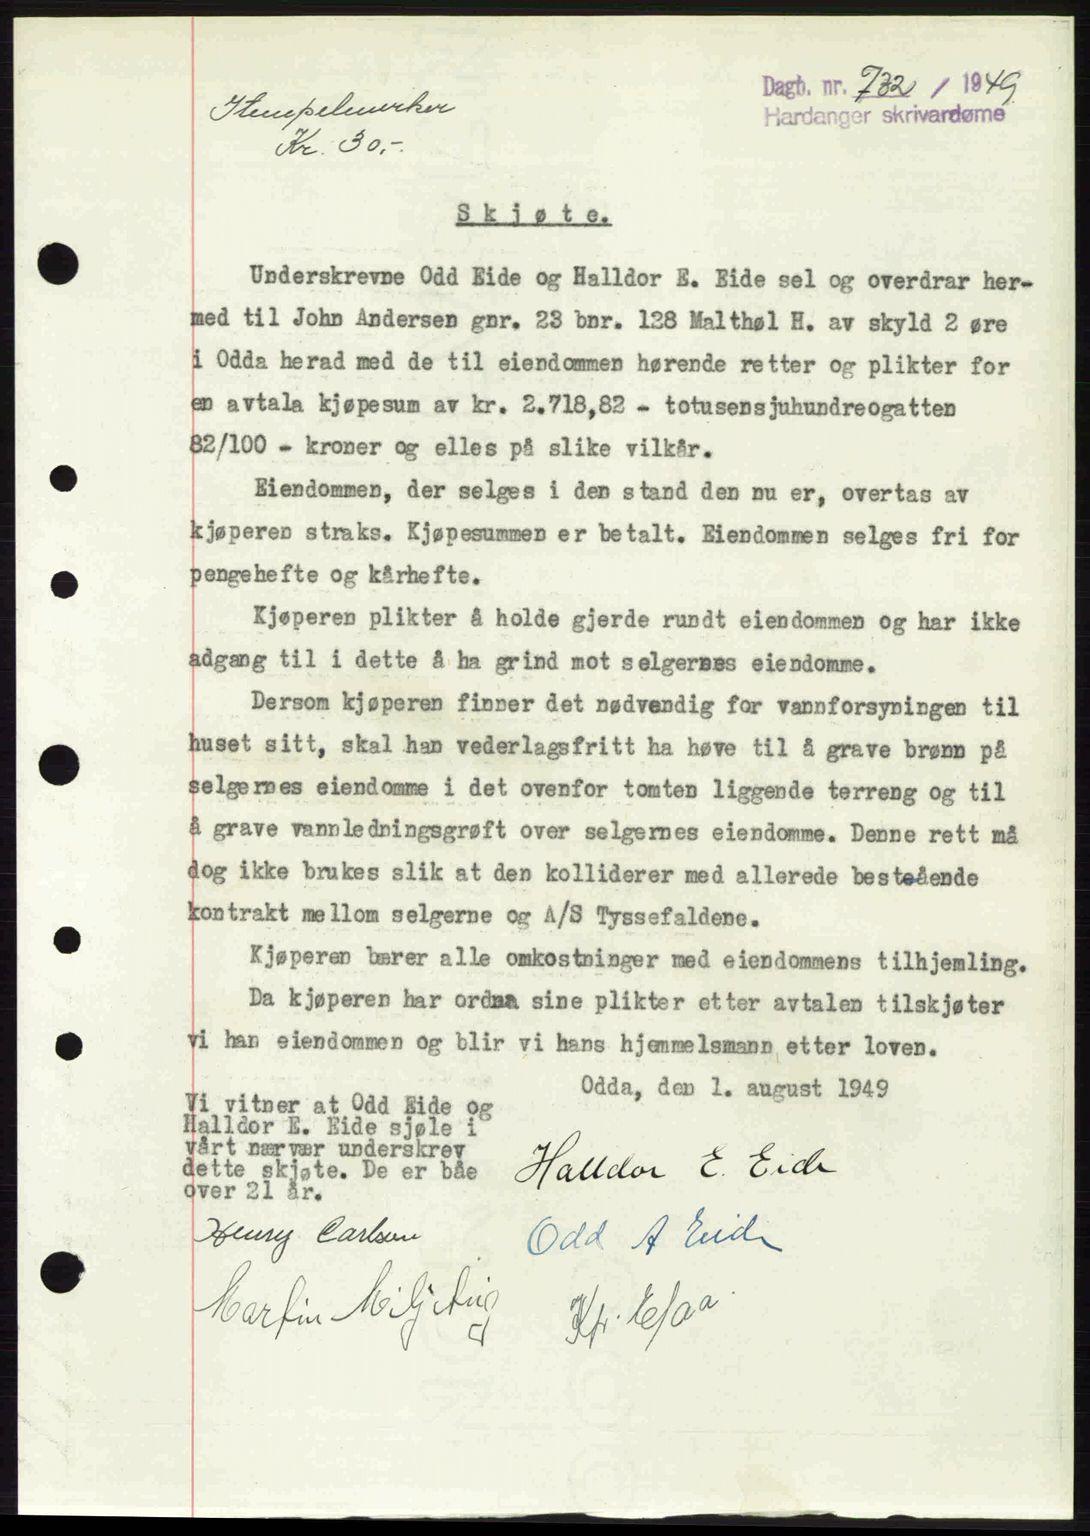 Dagb. nr. 732 / 1949
Hardanger skrivardøme
Stempelmerker
Kr. 30,-.
Skjøte.
Underskrevne Odd Eide og Halldor E. Eide sel og overdrar her-
med til John Andersen gnr. 23 bnr. 128 Malthøl H. av skyld 2 øre
i Odda herad med de til eiendommen hørende retter og plikter for
en avtala kjøpesum av kr. 2.718,82 - totusensjuhundreogatten
82/100 - kroner og elles på slike vilkår.
Eiendommen, der selges i den stand den nu er, overtas av
kjøperen straks. Kjøpesummen er betalt. Eiendommen selges fri for
pengehefte og kårhefte.
Kjøperen plikter å holde gjerde rundt eiendommen og har ikke
adgang til i dette å ha grind mot selgernes eiendomme.
Dersom kjøperen finner det nødvendig for vannforsyningen til
huset sitt, skal han vederlagsfritt ha høve til å grave brønn på
selgernes eiendomme i det ovenfor tomten liggende terreng og til
å grave vannledningsgrøft over selgernes eiendomme. Denne rett må
dog ikke brukes slik at den kolliderer med allerede besteående
kontrakt mellom selgerne og A/S Tyssefaldene.
Kjøperen bærer alle omkostninger med eiendommens tilhjemling.
Da kjøperen har ordna sine plikter etter avtalen tilskjøter
vi han eiendommen og blir vi hans hjemmelsmann etter loven.
Odda, den 1. august 1949
Vi vitner at Odd Eide og
Halldor E. Eide sjøle i
vårt nærvær underskrev
dette skjøte. De er båe
over 21 år.
Halldor E. Eide
Henry Carlsen
Odd A Eide
Martin
Kr.